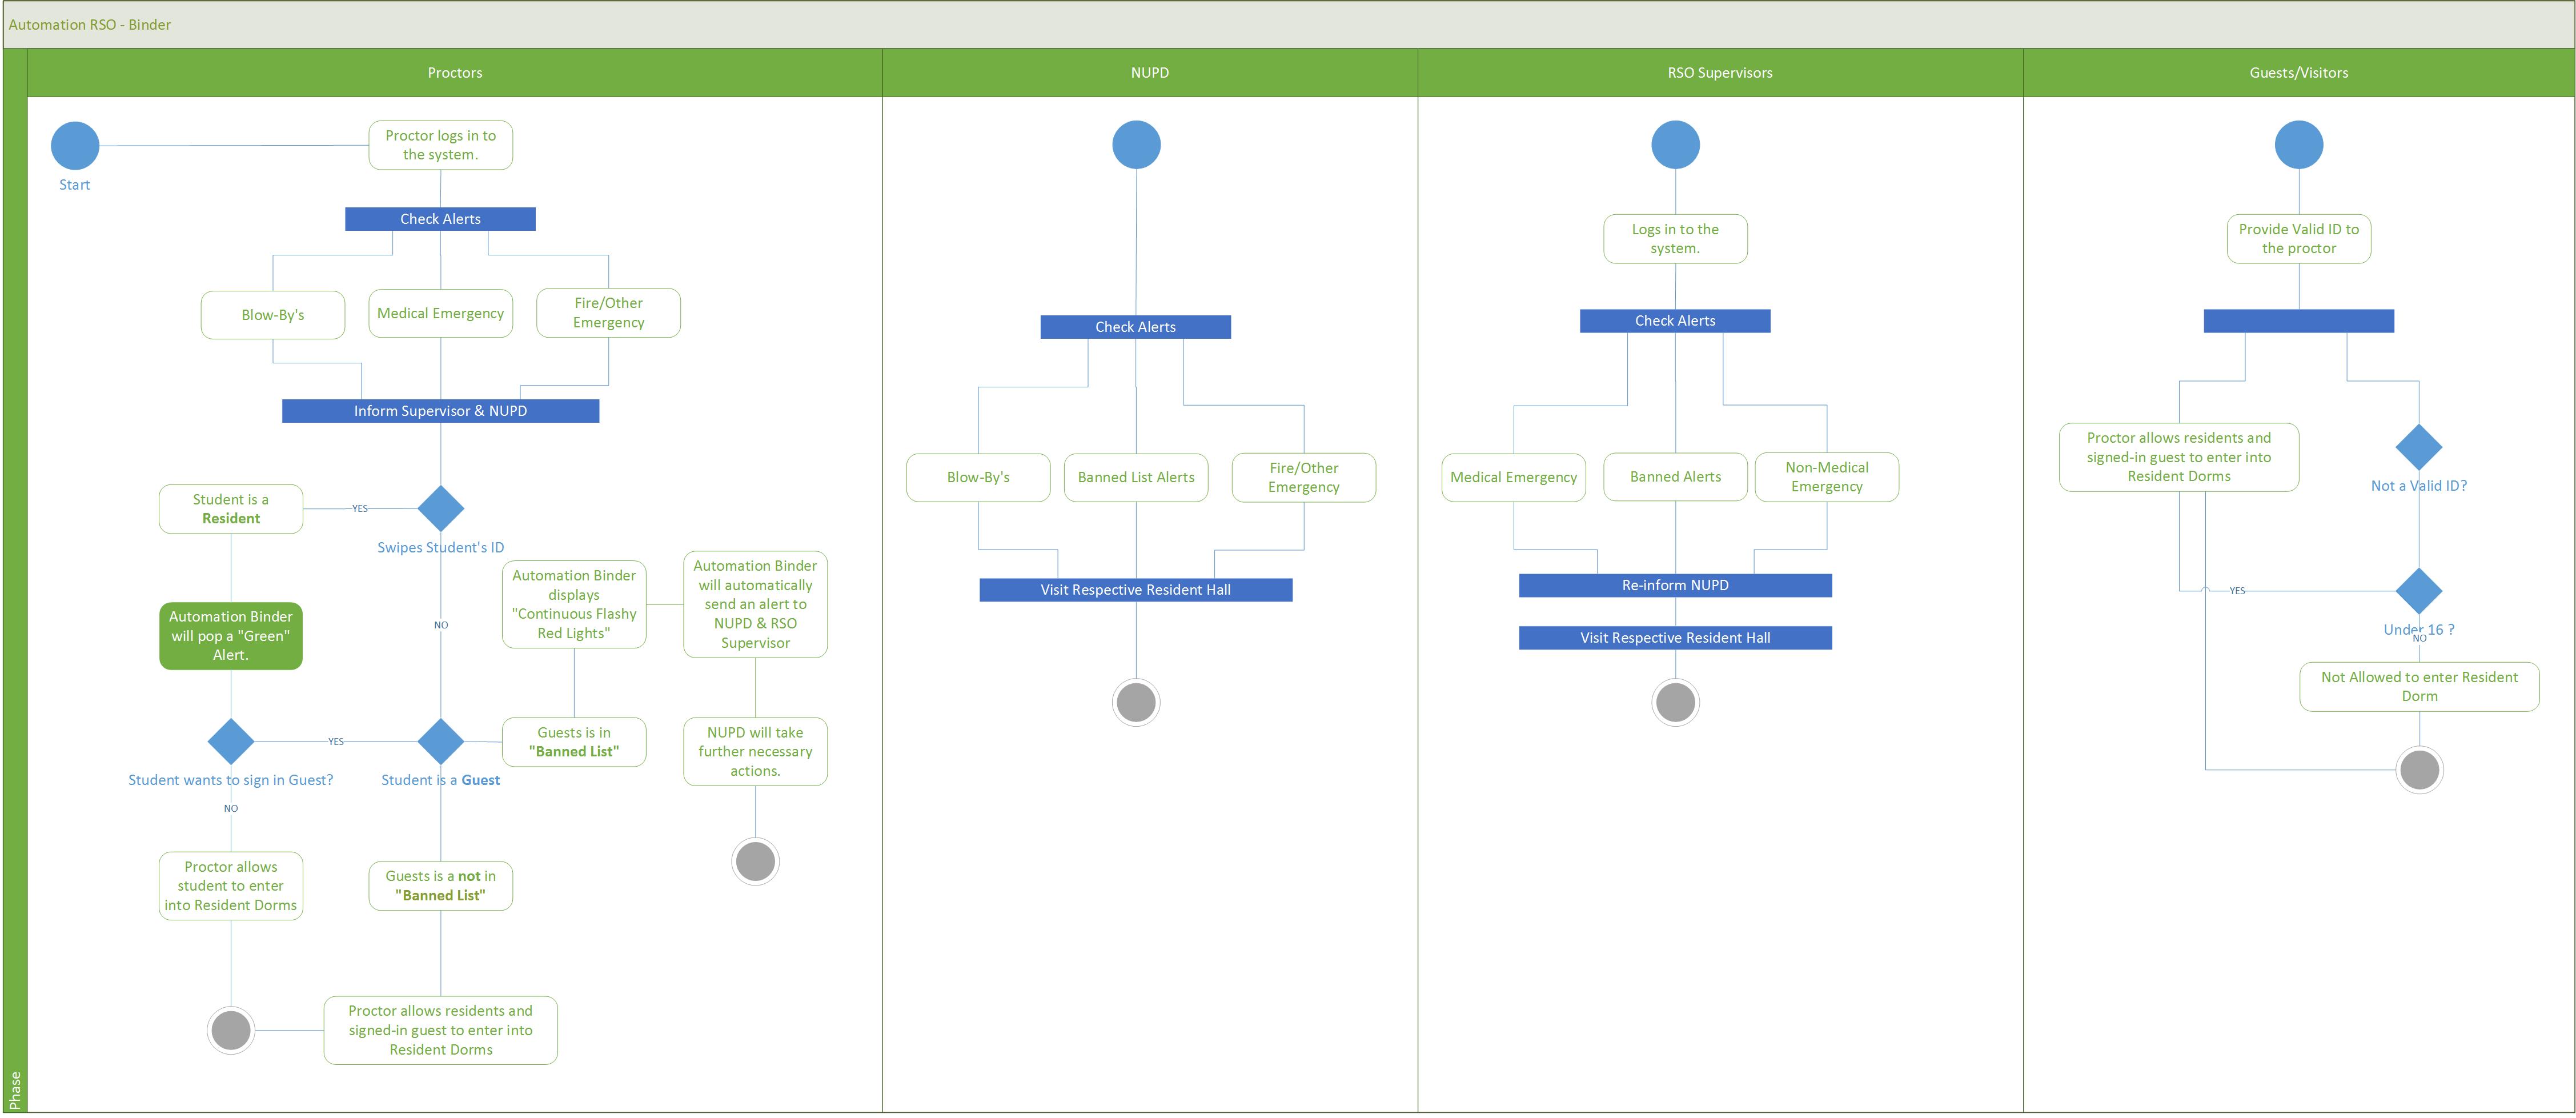 Automation RSO - Binder
Phase
Proctors
NUPD
RSO Supervisors
Guests/Visitors
Start
Proctor logs in to
the system.
Check Alerts
Blow-By's
Medical Emergency
Fire/Other
Emergency
Inform Supervisor & NUPD
Student is a
Resident
YES
Swipes Student's ID
NO
Automation Binder
will pop a "Green"
Alert.
Automation Binder
displays
"Continuous Flashy
Red Lights"
Automation Binder
will automatically
send an alert to
NUPD & RSO
Supervisor
Student wants to sign in Guest?
YES
Student is a Guest
Guests is in
"Banned List"
NUPD will take
further necessary
actions.
NO
Proctor allows
student to enter
into Resident Dorms
Guests is a not in
"Banned List"
Proctor allows residents and
signed-in guest to enter into
Resident Dorms
Check Alerts
Blow-By's
Banned List Alerts
Fire/Other
Emergency
Visit Respective Resident Hall
Logs in to the
system.
Check Alerts
Medical Emergency
Banned Alerts
Non-Medical
Emergency
Re-inform NUPD
Visit Respective Resident Hall
Provide Valid ID to
the proctor
Proctor allows residents and
signed-in guest to enter into
Resident Dorms
Not a Valid ID?
YES
Under 16 ?
NO
Not Allowed to enter Resident
Dorm